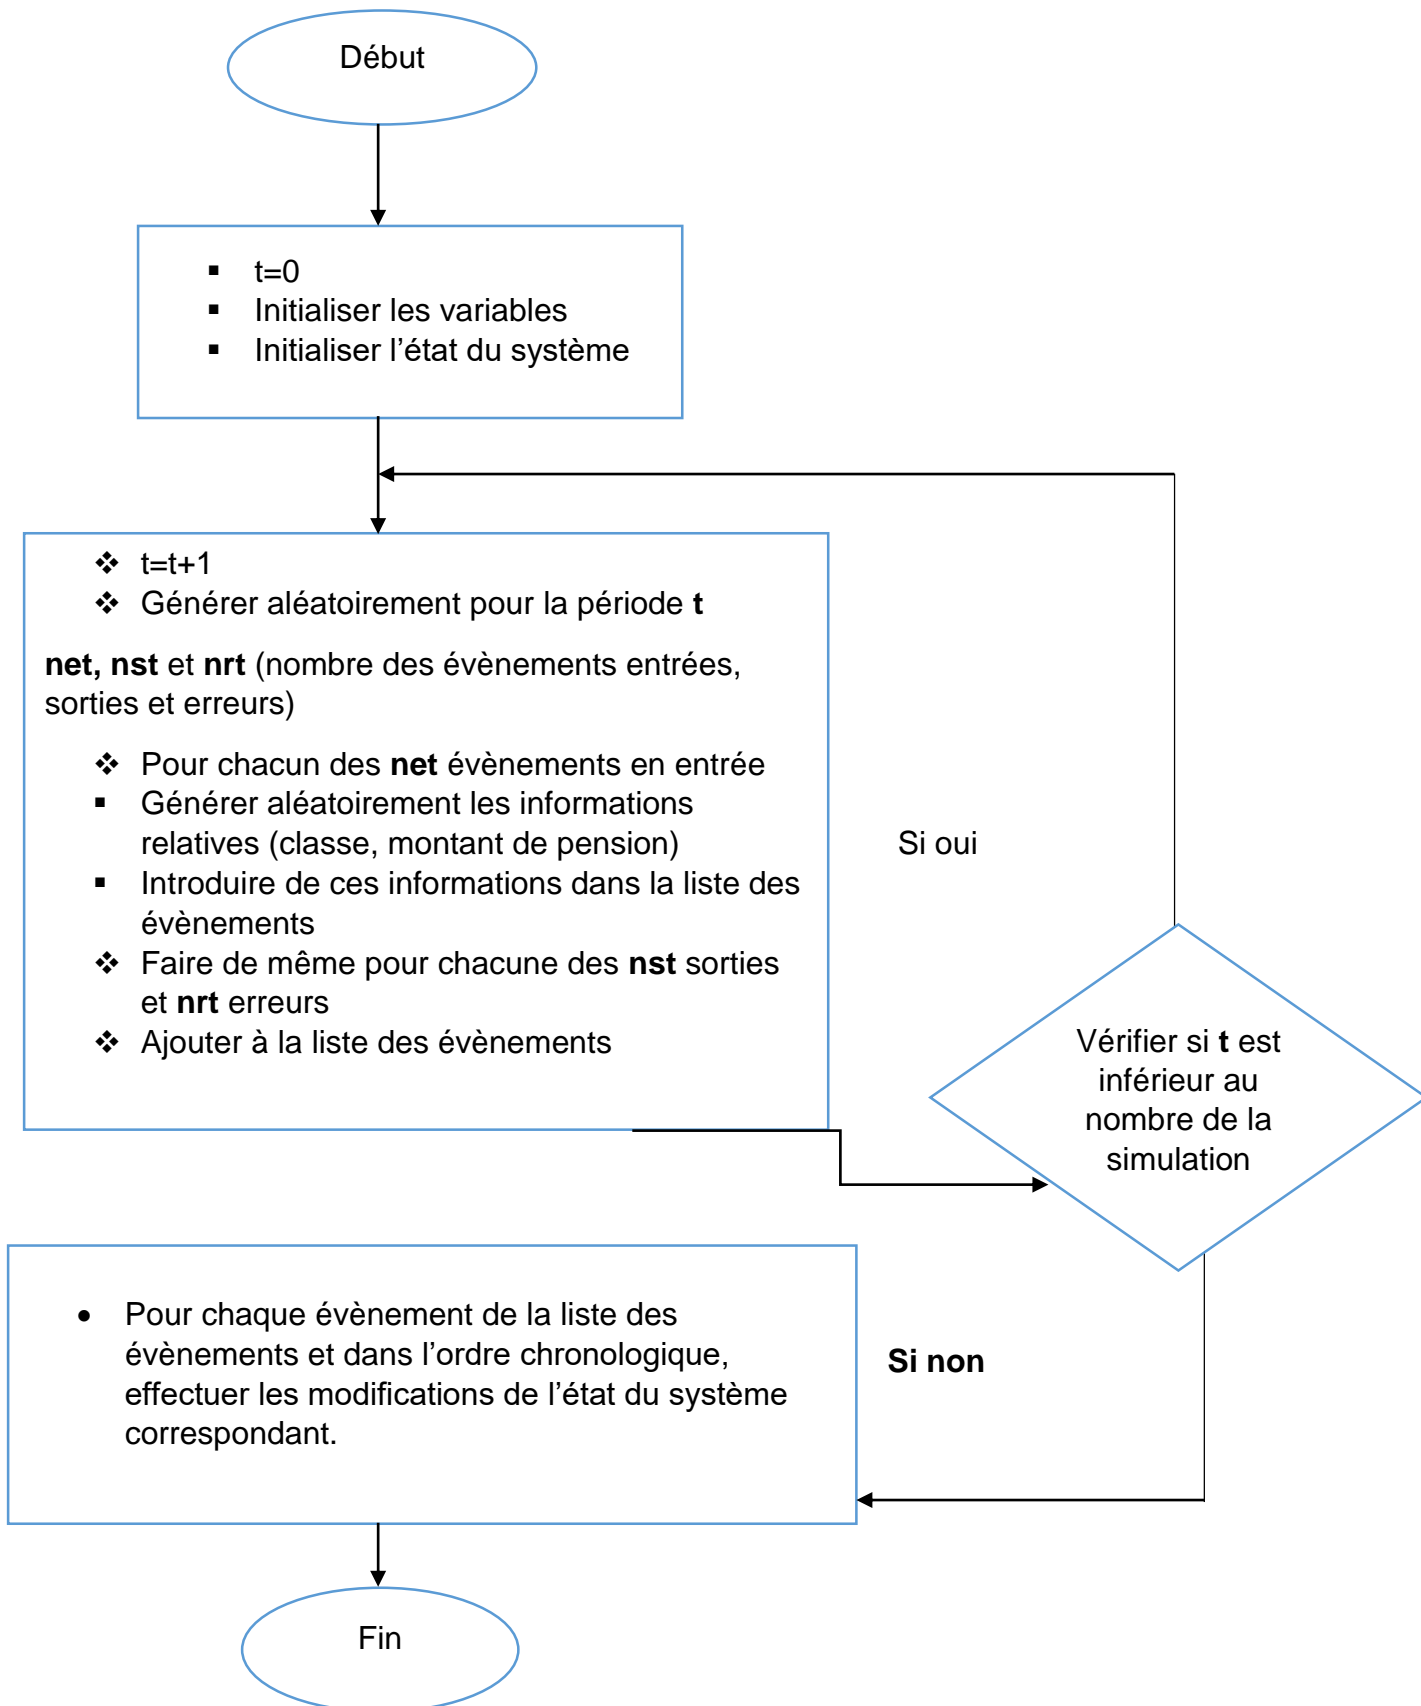 Début
▪ t=0
▪ Initialiser les variables
▪ Initialiser l’état du système
❖ t=t+1
❖ Générer aléatoirement pour la période t
net, nst et nrt (nombre des évènements entrées,
sorties et erreurs)
❖ Pour chacun des net évènements en entrée
▪ Générer aléatoirement les informations
relatives (classe, montant de pension)
▪ Introduire de ces informations dans la liste des
évènements
❖ Faire de même pour chacune des nst sorties
et nrt erreurs
❖ Ajouter à la liste des évènements
Si oui
Vérifier si t est
inférieur au
nombre de la
simulation
• Pour chaque évènement de la liste des
évènements et dans l’ordre chronologique,
effectuer les modifications de l’état du système
correspondant.
Si non
Fin